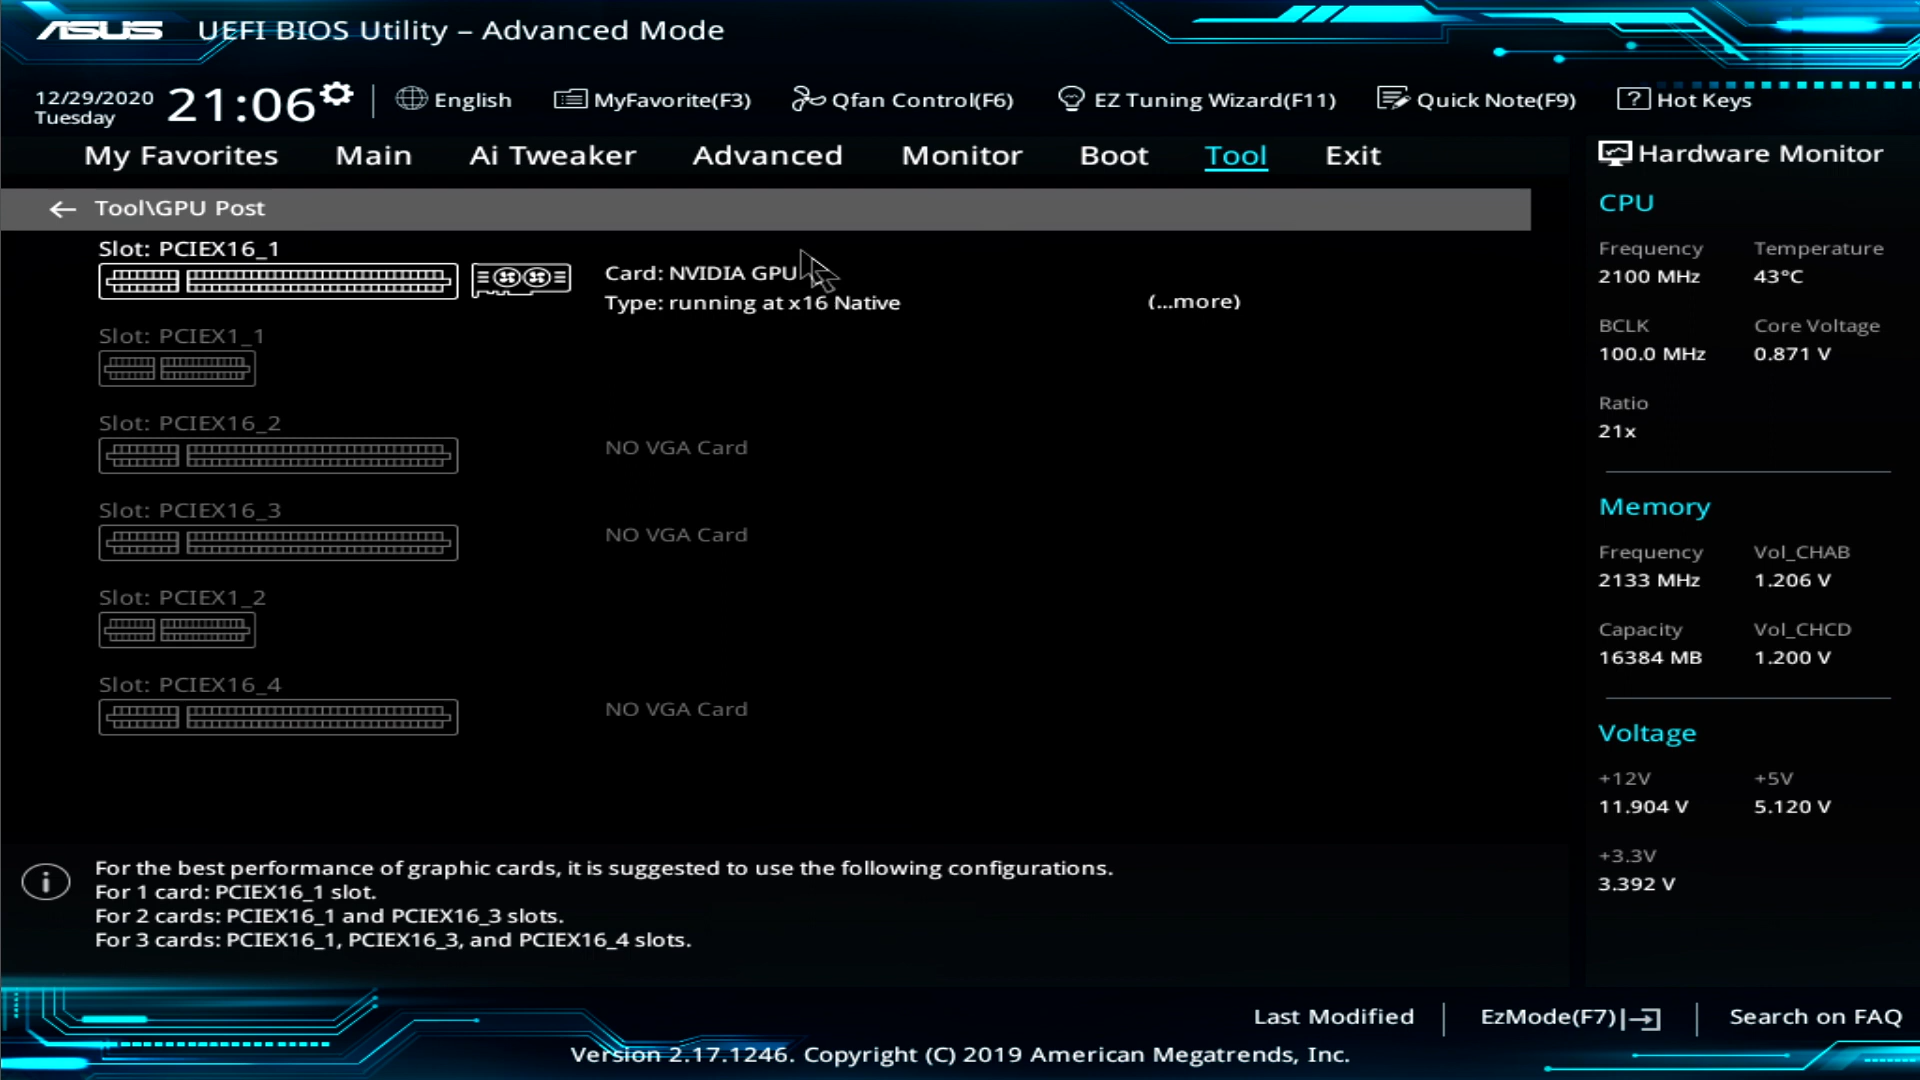 ASUS UEFI BIOS Utility – Advanced Mode
12/29/2020
Tuesday
21:06
English
MyFavorite(F3)
Qfan Control(F6)
EZ Tuning Wizard(F11)
Quick Note(F9)
? Hot Keys
My Favorites
Main
Ai Tweaker
Advanced
Monitor
Boot
Tool
Exit
Tool\GPU Post
Slot: PCIEX16_1
Card: NVIDIA GPU
Type: running at x16 Native
(...more)
Slot: PCIEX1_1
Slot: PCIEX16_2
NO VGA Card
Slot: PCIEX16_3
NO VGA Card
Slot: PCIEX1_2
Slot: PCIEX16_4
NO VGA Card
Hardware Monitor
CPU
Frequency Temperature
2100 MHz 43°C
BCLK Core Voltage
100.0 MHz 0.871 V
Ratio
21x
Memory
Frequency Vol_CHAB
2133 MHz 1.206 V
Capacity Vol_CHCD
16384 MB 1.200 V
Voltage
+12V +5V
11.904 V 5.120 V
+3.3V
3.392 V
i
For the best performance of graphic cards, it is suggested to use the following configurations.
For 1 card: PCIEX16_1 slot.
For 2 cards: PCIEX16_1 and PCIEX16_3 slots.
For 3 cards: PCIEX16_1, PCIEX16_3, and PCIEX16_4 slots.
Last Modified
EzMode(F7)
Search on FAQ
Version 2.17.1246. Copyright (C) 2019 American Megatrends, Inc.